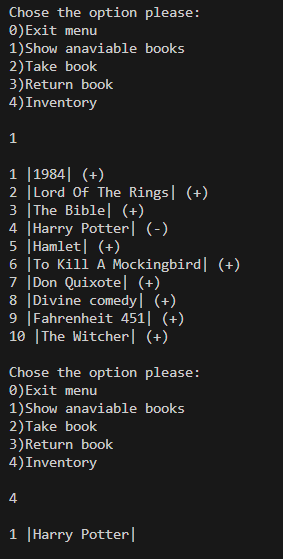 Chose the option please:
0)Exit menu
1)Show anaviable books
2)Take book
3)Return book
4)Inventory
1
1 |1984| (+)
2 |Lord Of The Rings| (+)
3 |The Bible| (+)
4 |Harry Potter| (-)
5 |Hamlet| (+)
6 |To Kill A Mockingbird| (+)
7 |Don Quixote| (+)
8 |Divine comedy| (+)
9 |Fahrenheit 451| (+)
10 |The Witcher| (+)
Chose the option please:
0)Exit menu
1)Show anaviable books
2)Take book
3)Return book
4)Inventory
4
1 |Harry Potter|